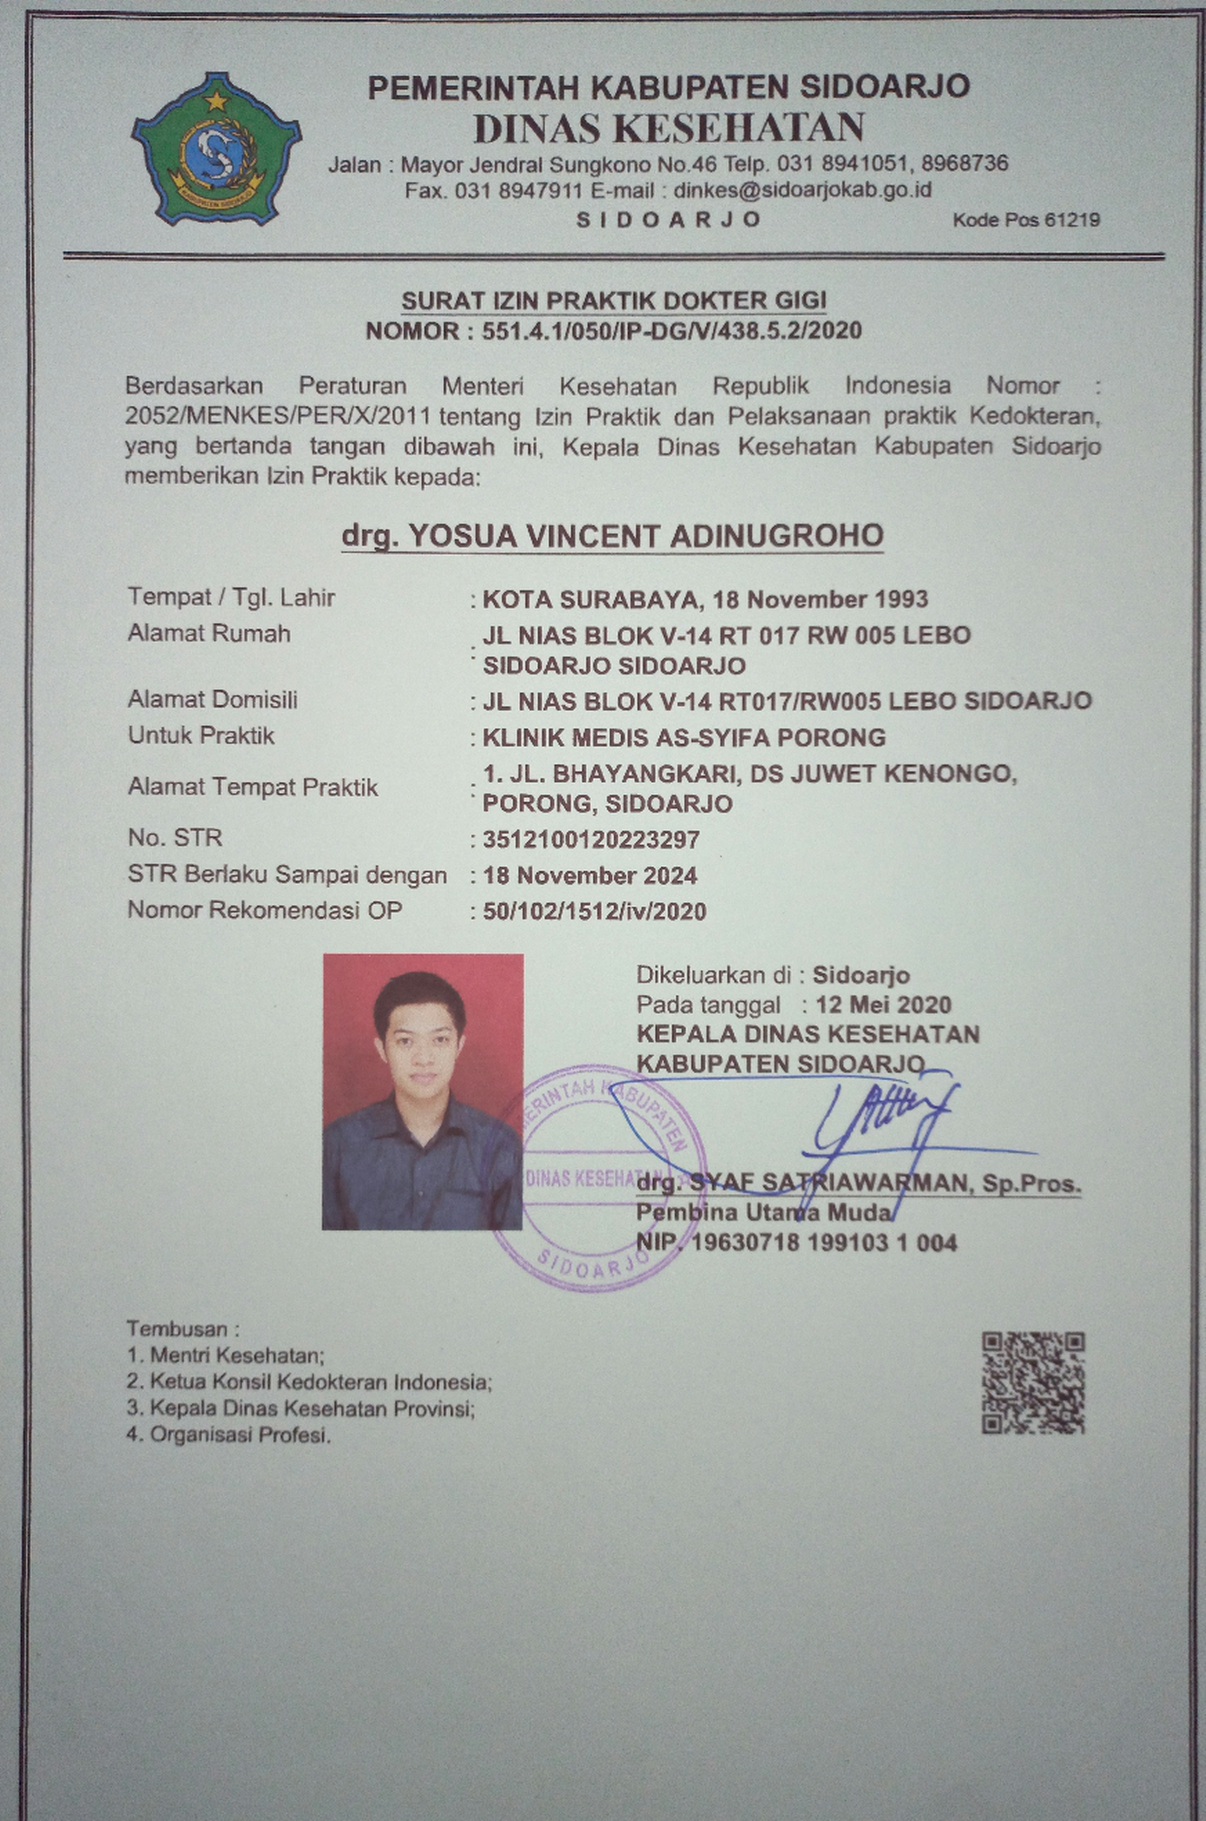 PEMERINTAH KABUPATEN SIDOARJO
DINAS KESEHATAN
Jalan : Mayor Jendral Sungkono No.46 Telp. 031 8941051, 8968736
Fax. 031 8947911 E-mail : dinkes@sidoarjokab.go.id
SIDOARJO Kode Pos 61219
KABUPATEN SIDOARJO
SURAT IZIN PRAKTIK DOKTER GIGI
NOMOR : 551.4.1/050/IP-DG/V/438.5.2/2020
Berdasarkan Peraturan Menteri Kesehatan Republik Indonesia Nomor :
2052/MENKES/PER/X/2011 tentang Izin Praktik dan Pelaksanaan praktik Kedokteran,
yang bertanda tangan dibawah ini, Kepala Dinas Kesehatan Kabupaten Sidoarjo
memberikan Izin Praktik kepada:
drg. YOSUA VINCENT ADINUGROHO
Tempat / Tgl. Lahir : KOTA SURABAYA, 18 November 1993
Alamat Rumah : JL NIAS BLOK V-14 RT 017 RW 005 LEBO
SIDOARJO SIDOARJO
Alamat Domisili : JL NIAS BLOK V-14 RT017/RW005 LEBO SIDOARJO
Untuk Praktik : KLINIK MEDIS AS-SYIFA PORONG
Alamat Tempat Praktik : 1. JL. BHAYANGKARI, DS JUWET KENONGO,
PORONG, SIDOARJO
No. STR : 3512100120223297
STR Berlaku Sampai dengan : 18 November 2024
Nomor Rekomendasi OP : 50/102/1512/iv/2020
Dikeluarkan di : Sidoarjo
Pada tanggal : 12 Mei 2020
KEPALA DINAS KESEHATAN
KABUPATEN SIDOARJO
MERINTAH KABUPATEN
DINAS KESEHATAN
SIDOARJO
drg. SYAF SATRIAWARMAN, Sp.Pros.
Pembina Utama Muda
NIP. 19630718 199103 1 004
Tembusan :
1. Mentri Kesehatan;
2. Ketua Konsil Kedokteran Indonesia;
3. Kepala Dinas Kesehatan Provinsi;
4. Organisasi Profesi.